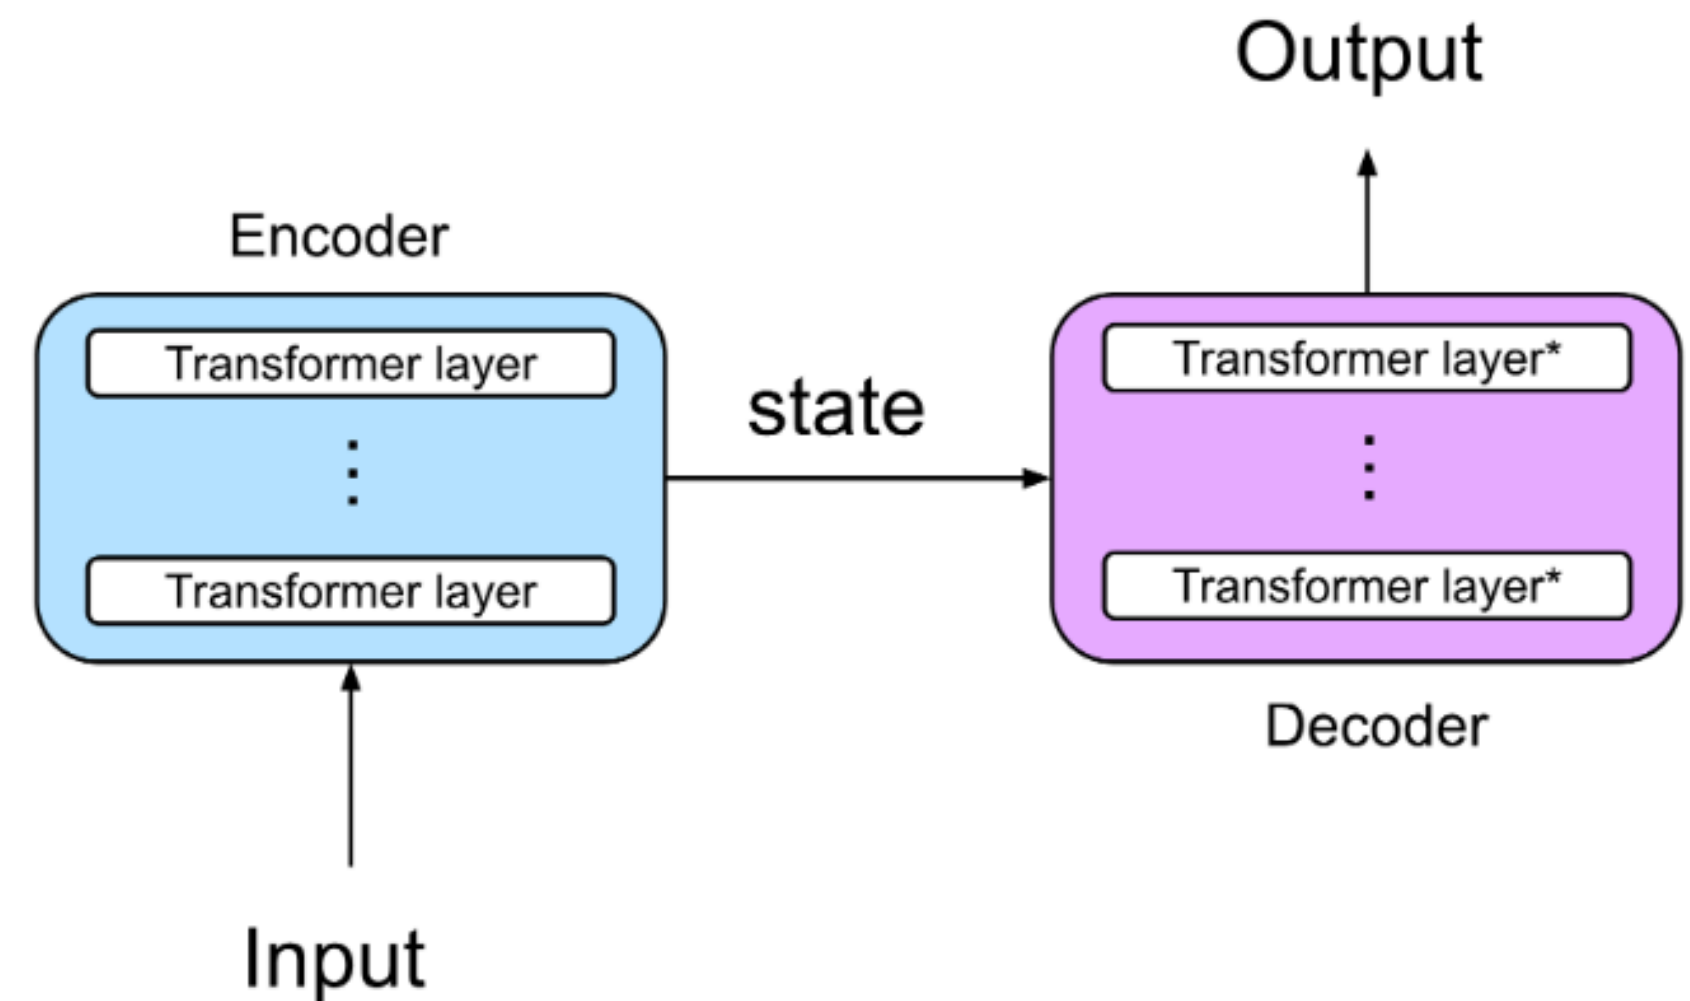 Output
Encoder
Transformer layer
Transformer layer
state
Transformer layer*
Transformer layer*
Decoder
Input